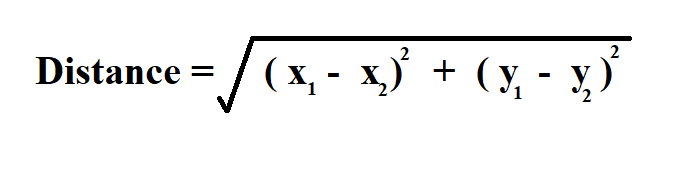 Distance = √( x₁ - x₂)² + ( y₁ - y₂ )²